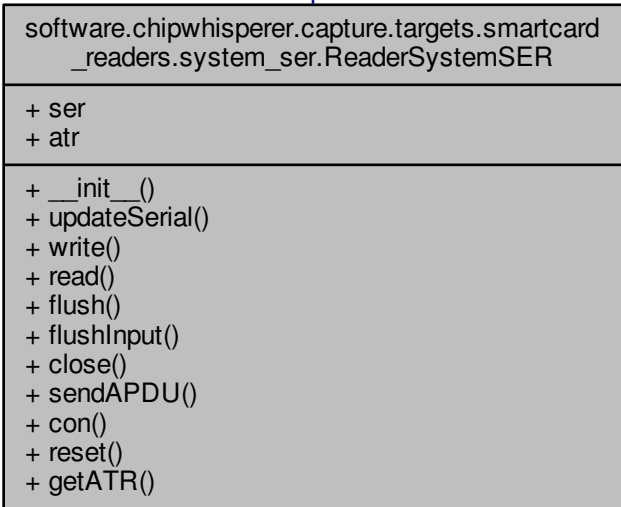 software.chipwhisperer.capture.targets.smartcard
_readers.system_ser.ReaderSystemSER
+ ser
+ atr
+ __init__()
+ updateSerial()
+ write()
+ read()
+ flush()
+ flushInput()
+ close()
+ sendAPDU()
+ con()
+ reset()
+ getATR()